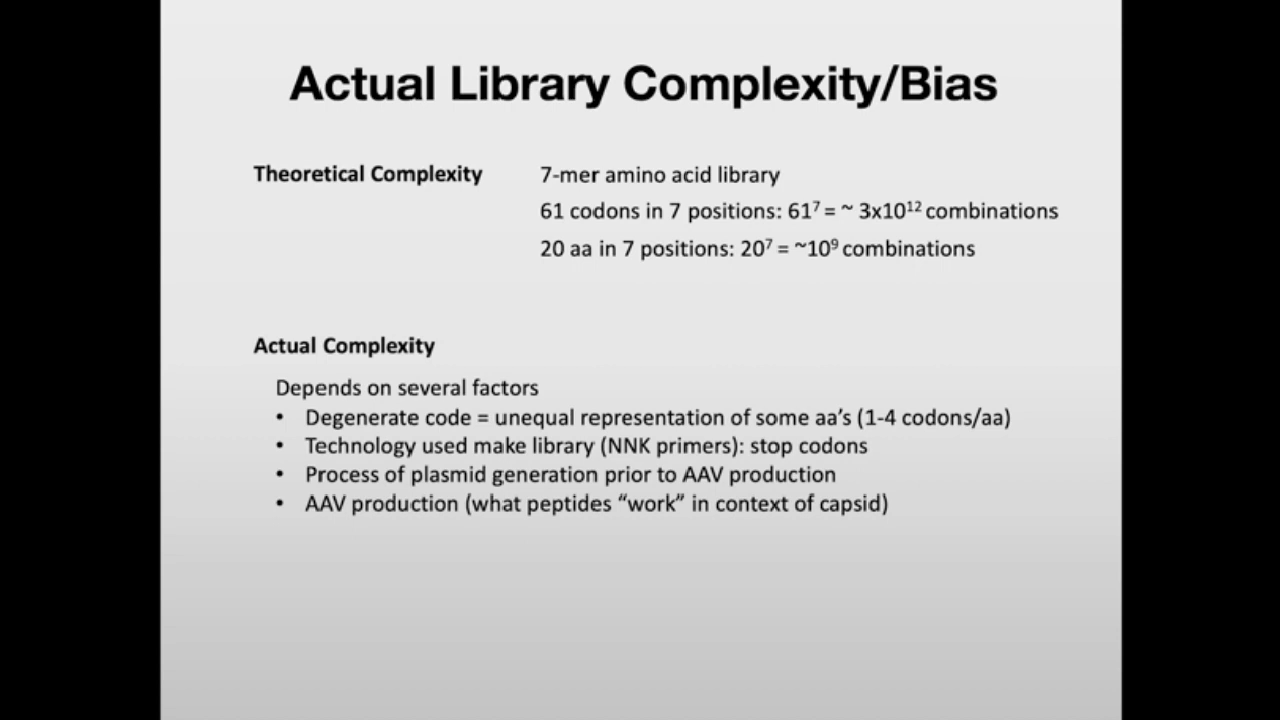 Actual Library Complexity/Bias
Theoretical Complexity
7-mer amino acid library
61 codons in 7 positions: 61⁷ = ~ 3x10¹² combinations
20 aa in 7 positions: 20⁷ = ~10⁹ combinations
Actual Complexity
Depends on several factors
• Degenerate code = unequal representation of some aa’s (1-4 codons/aa)
• Technology used make library (NNK primers): stop codons
• Process of plasmid generation prior to AAV production
• AAV production (what peptides “work” in context of capsid)